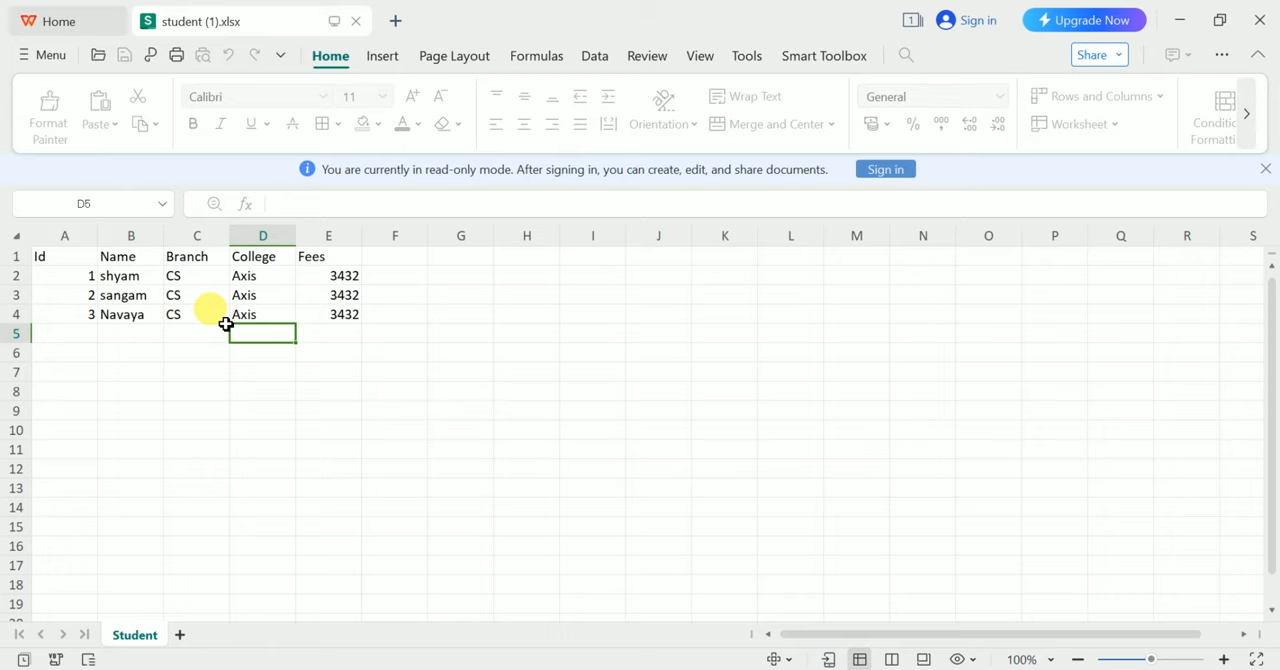 Home
student (1).xlsx
Sign in
Upgrade Now
Menu
Home Insert Page Layout Formulas Data Review View Tools Smart Toolbox
Share
Format
Painter
Paste
Calibri
11
Wrap Text
Orientation
Merge and Center
General
Rows and Columns
Worksheet
Conditic
Formatti
You are currently in read-only mode. After signing in, you can create, edit, and share documents.
Sign in
D5
fx
A B C D E F G H I J K L M N O P Q R S
1 Id Name Branch College Fees
2 1 shyam CS Axis 3432
3 2 sangam CS Axis 3432
4 3 Navaya CS Axis 3432
5
6
7
8
9
10
11
12
13
14
15
16
17
18
19
Student
100%